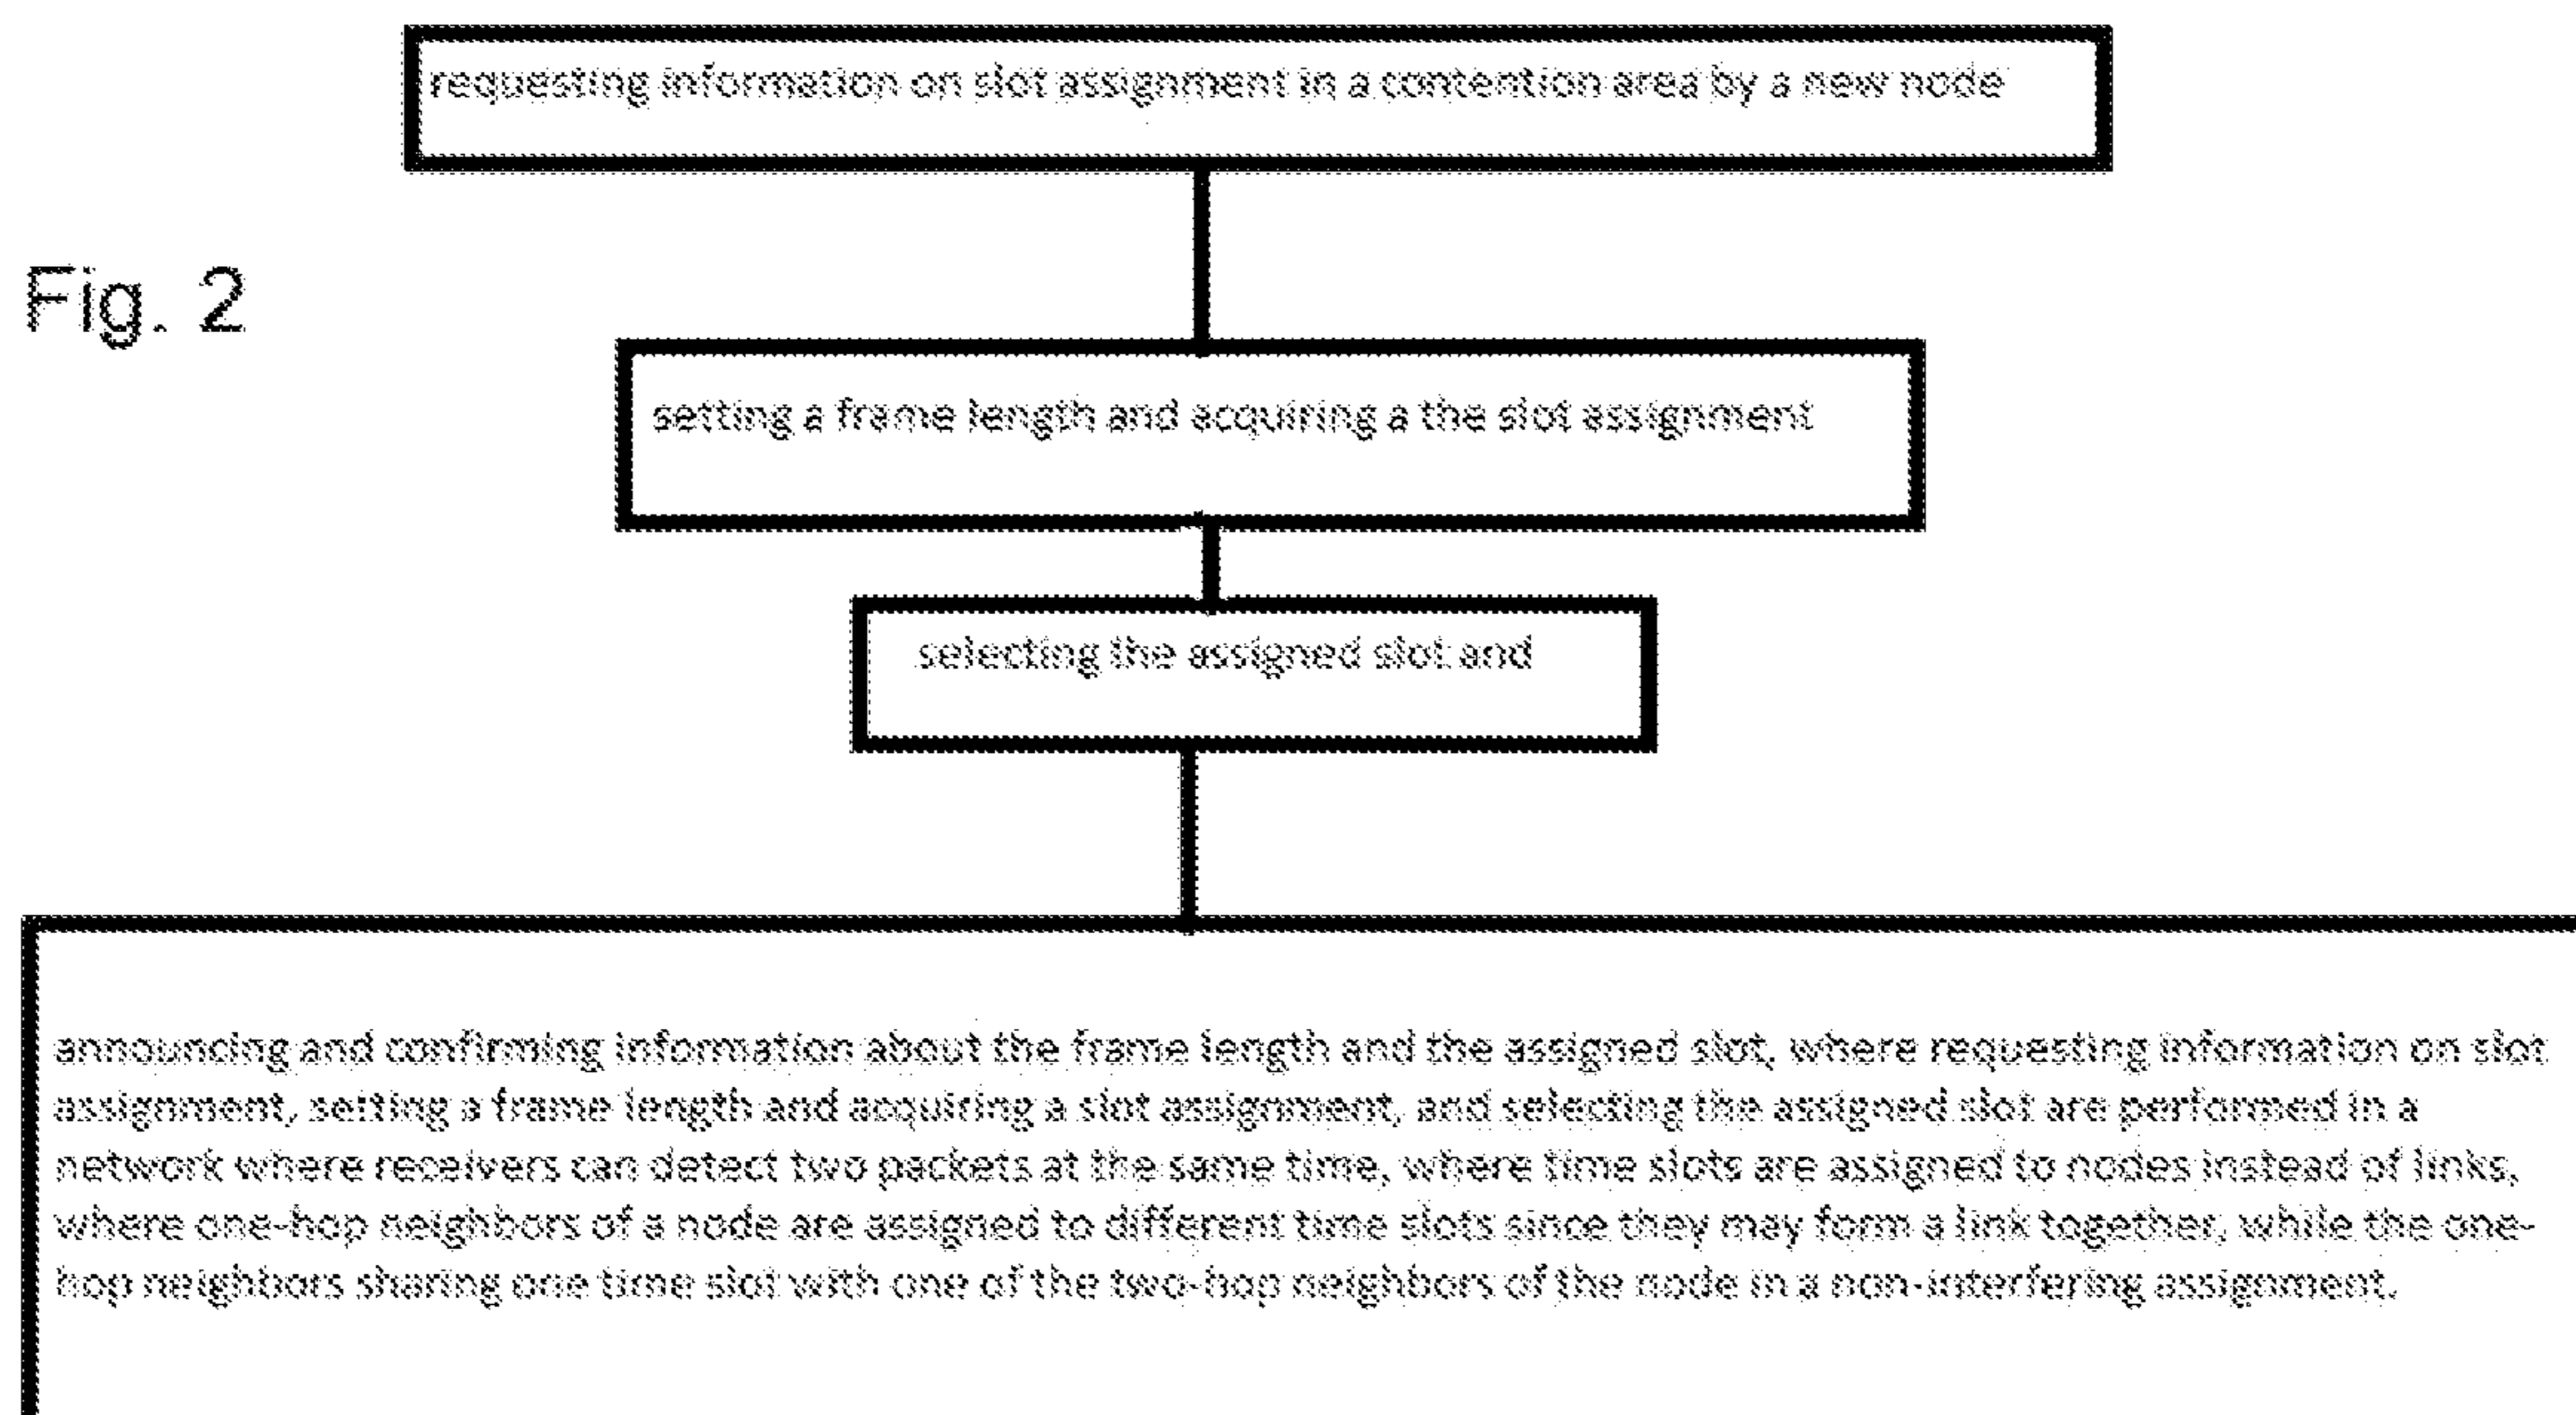 requesting information on slot assignment in a contention area by a new node
Fig. 2
setting a frame length and acquiring a the slot assignment
selecting the assigned slot and
announcing and confirming information about the frame length and the assigned slot, where requesting information on slot
assignment, setting a frame length and acquiring a slot assignment, and selecting the assigned slot are performed in a
network where receivers can detect two packets at the same time, where time slots are assigned to nodes instead of links,
where one-hop neighbors of a node are assigned to different time slots since they may form a link together, while the one-
hop neighbors sharing one time slot with one of the two-hop neighbors of the node in a non-interfering assignment.